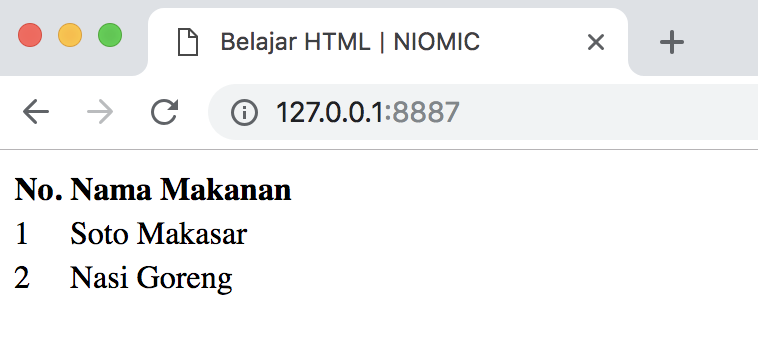 Belajar HTML | NIOMIC
127.0.0.1:8887
No. Nama Makanan
1 Soto Makasar
2 Nasi Goreng